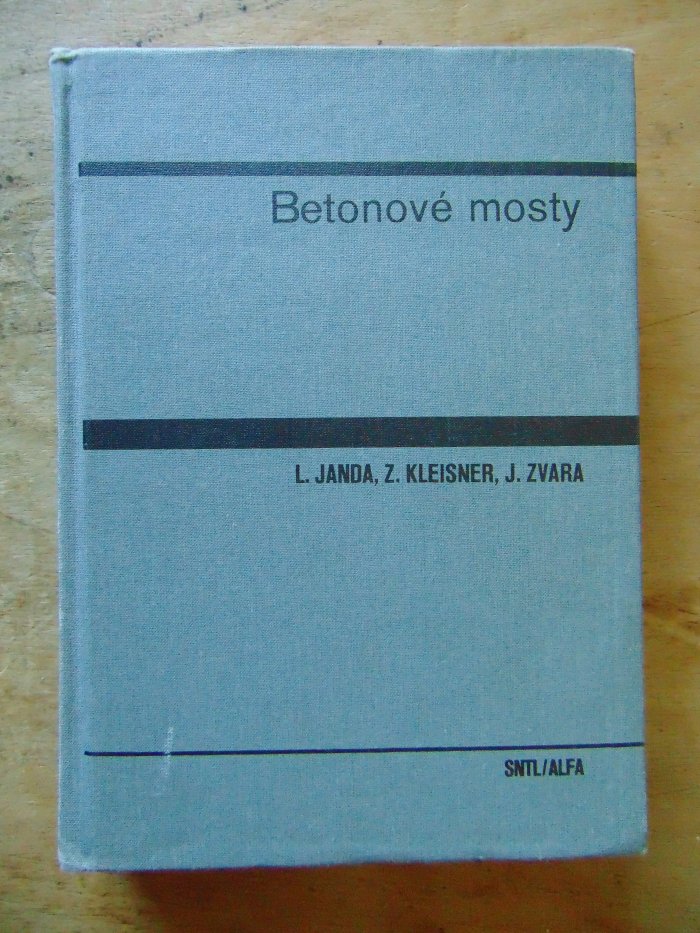 Betonové mosty
L. JANDA, Z. KLEISNER, J. ZVARA
SNTL/ALFA